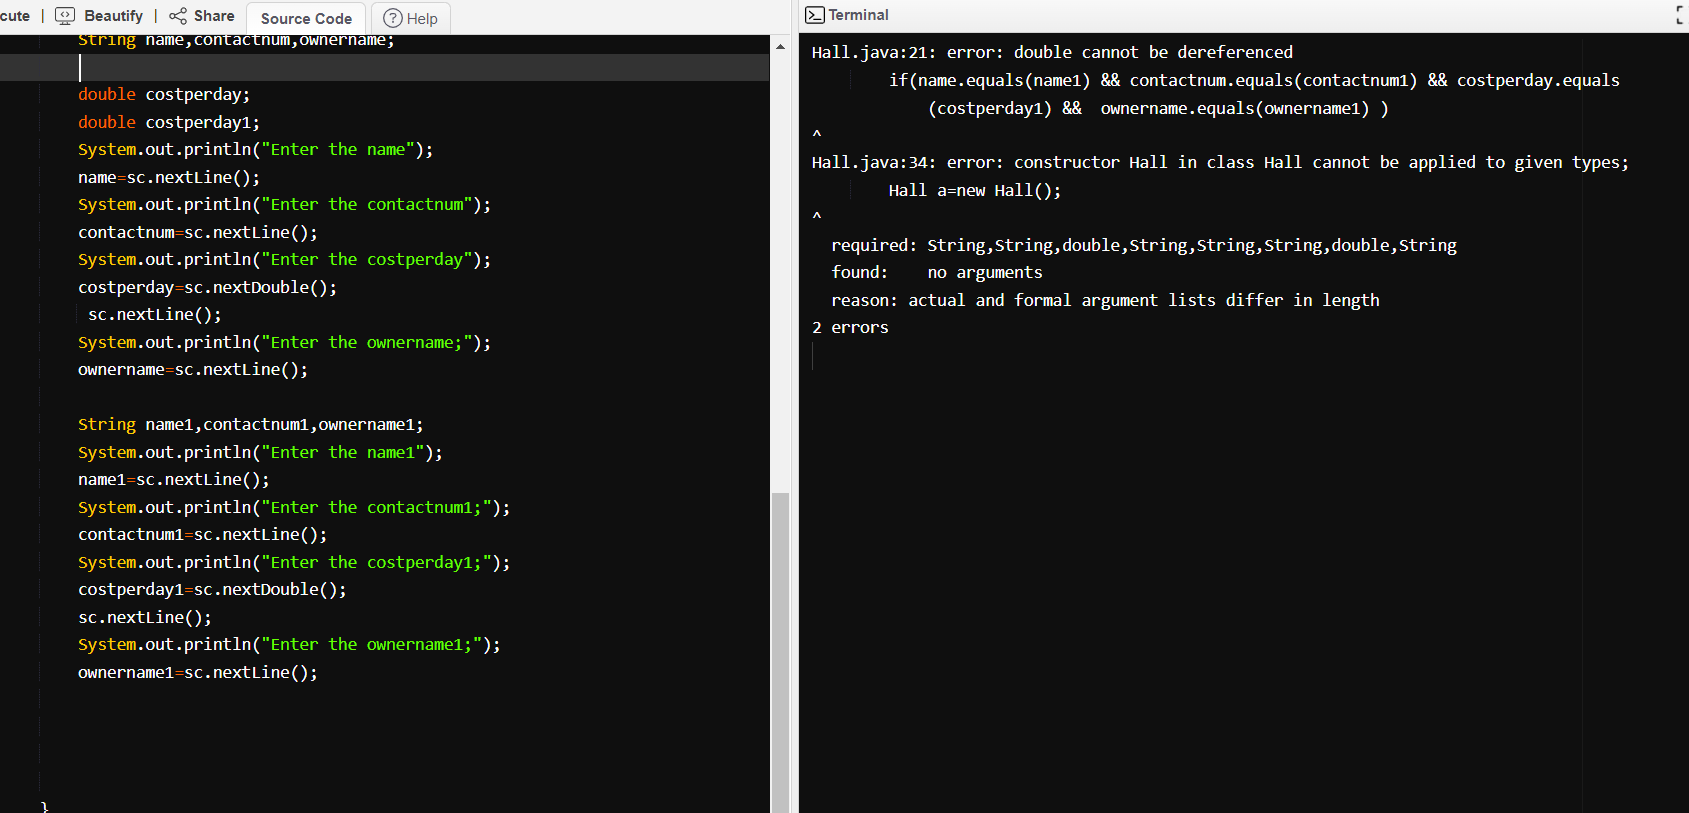 cute | Beautify | Share Source Code Help
String name,contactnum,ownername;
double costperday;
double costperday1;
System.out.println("Enter the name");
name=sc.nextLine();
System.out.println("Enter the contactnum");
contactnum=sc.nextLine();
System.out.println("Enter the costperday");
costperday=sc.nextDouble();
sc.nextLine();
System.out.println("Enter the ownername;");
ownername=sc.nextLine();
String name1,contactnum1,ownername1;
System.out.println("Enter the name1");
name1=sc.nextLine();
System.out.println("Enter the contactnum1;");
contactnum1=sc.nextLine();
System.out.println("Enter the costperday1;");
costperday1=sc.nextDouble();
sc.nextLine();
System.out.println("Enter the ownername1;");
ownername1=sc.nextLine();
}
Terminal
Hall.java:21: error: double cannot be dereferenced
if(name.equals(name1) && contactnum.equals(contactnum1) && costperday.equals
(costperday1) &&  ownername.equals(ownername1) )
^
Hall.java:34: error: constructor Hall in class Hall cannot be applied to given types;
Hall a=new Hall();
^
required: String,String,double,String,String,String,double,String
found:    no arguments
reason: actual and formal argument lists differ in length
2 errors